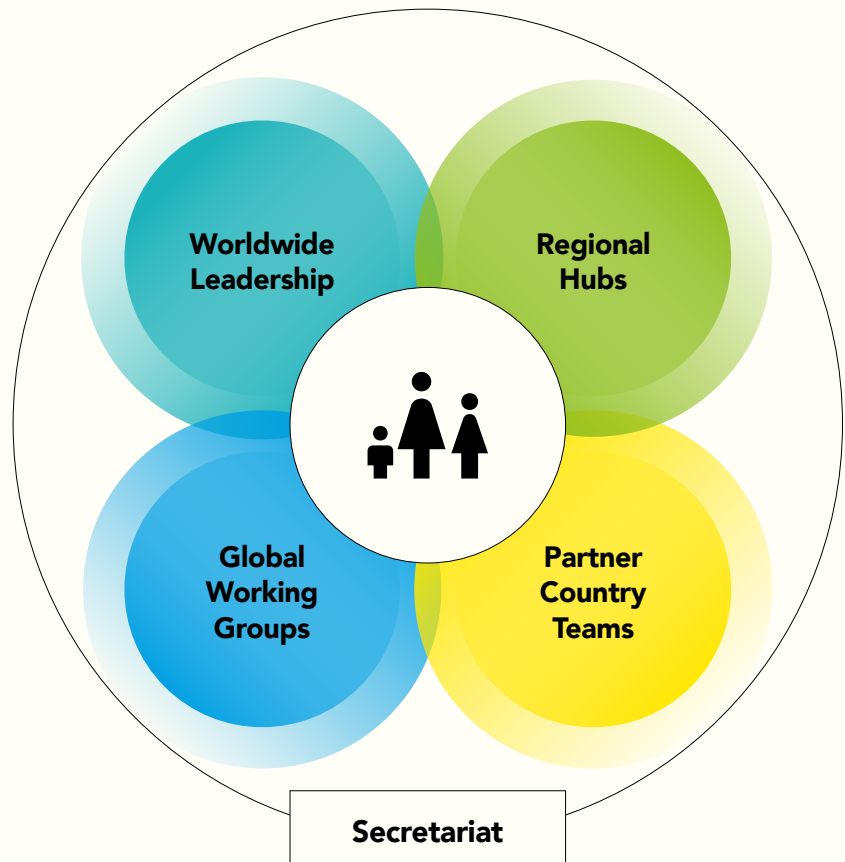 Worldwide
Leadership
Regional
Hubs
Global
Working
Groups
Partner
Country
Teams
Secretariat